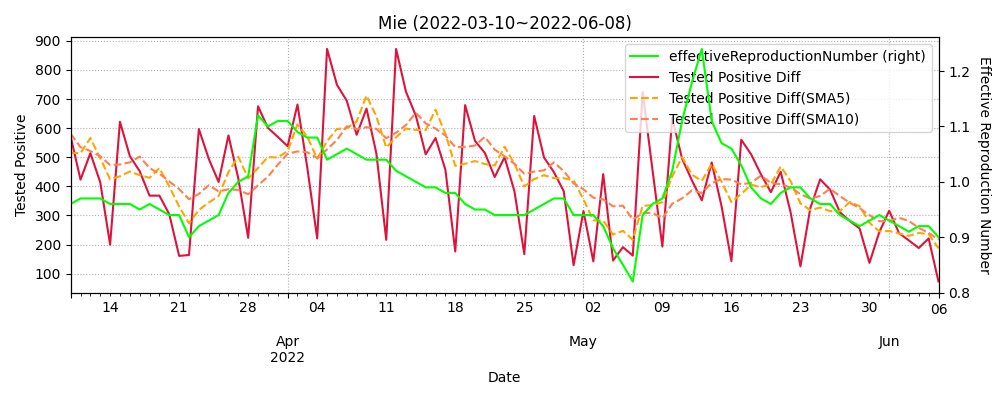 Mie (2022-03-10~2022-06-08)
effectiveReproductionNumber (right)
Tested Positive Diff
Tested Positive Diff(SMA5)
Tested Positive Diff(SMA10)
Tested Positive
900
800
700
600
500
400
300
200
100
Effective Reproduction Number
1.2
1.1
1.0
0.9
0.8
14 21 28 04 11 18 25 02 09 16 23 30 06
Apr May Jun
2022
Date